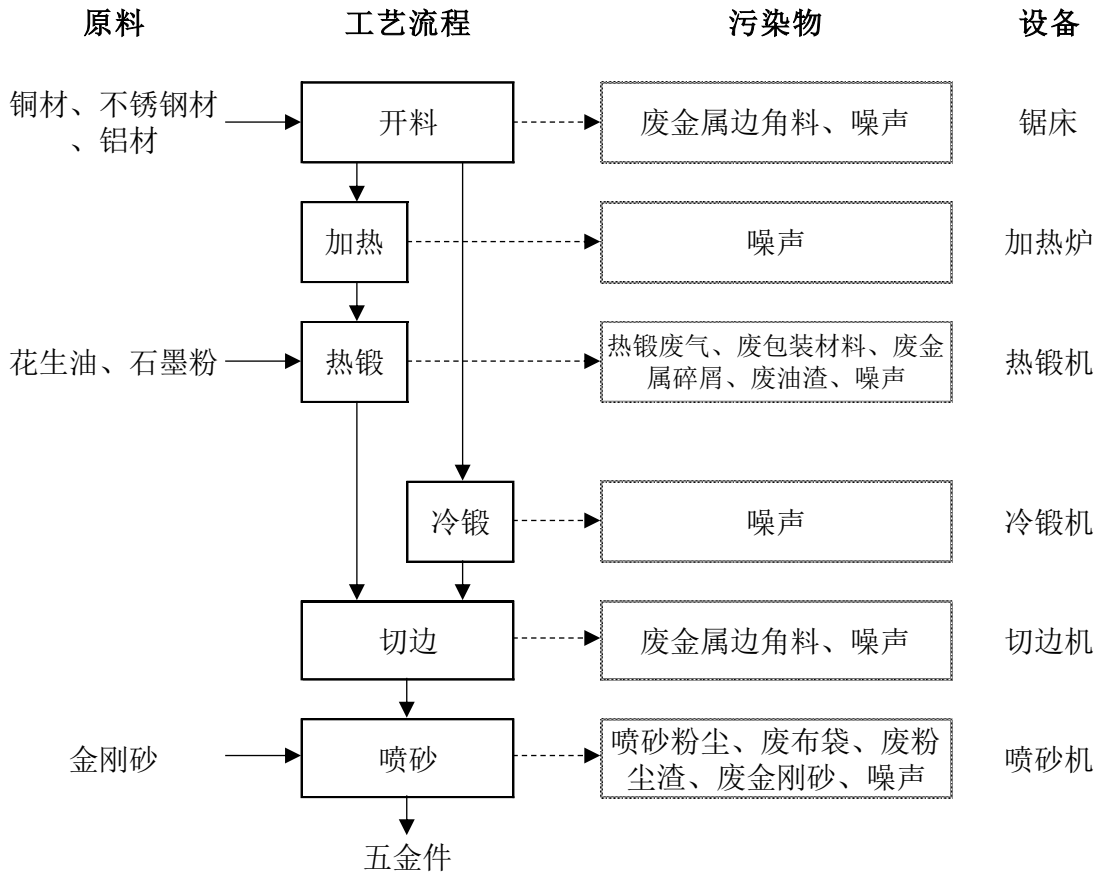 原料 工艺流程 污染物 设备
铜材、不锈钢材
、铝材
开料
废金属边角料、噪声
锯床
加热
噪声
加热炉
花生油、石墨粉
热锻
热锻废气、废包装材料、废金
属碎屑、废油渣、噪声
热锻机
冷锻
噪声
冷锻机
切边
废金属边角料、噪声
切边机
金刚砂
喷砂
喷砂粉尘、废布袋、废粉
尘渣、废金刚砂、噪声
喷砂机
五金件